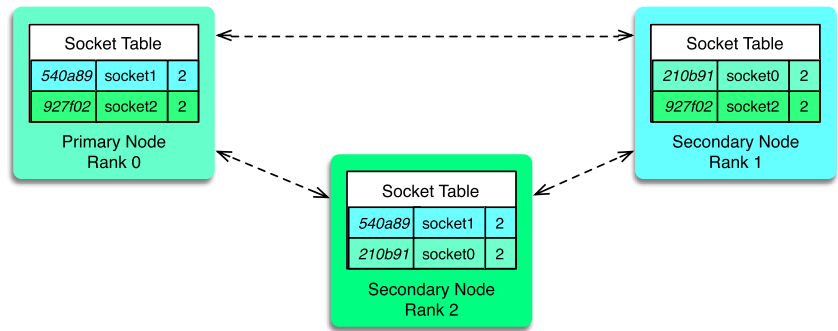 Socket Table
540a89 socket1 2
927f02 socket2 2
Primary Node
Rank 0
Socket Table
210b91 socket0 2
927f02 socket2 2
Secondary Node
Rank 1
Socket Table
540a89 socket1 2
210b91 socket0 2
Secondary Node
Rank 2